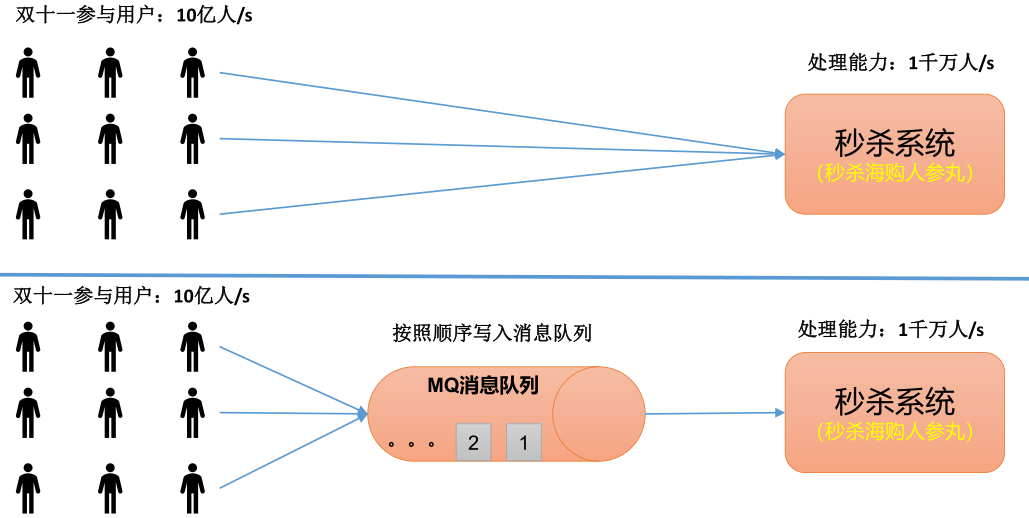 双十一参与用户：10亿人/s
处理能力：1千万人/s
秒杀系统
(秒杀海购人参丸)
双十一参与用户：10亿人/s
按照顺序写入消息队列
处理能力：1千万人/s
MQ消息队列
。。。 2 1
秒杀系统
(秒杀海购人参丸)